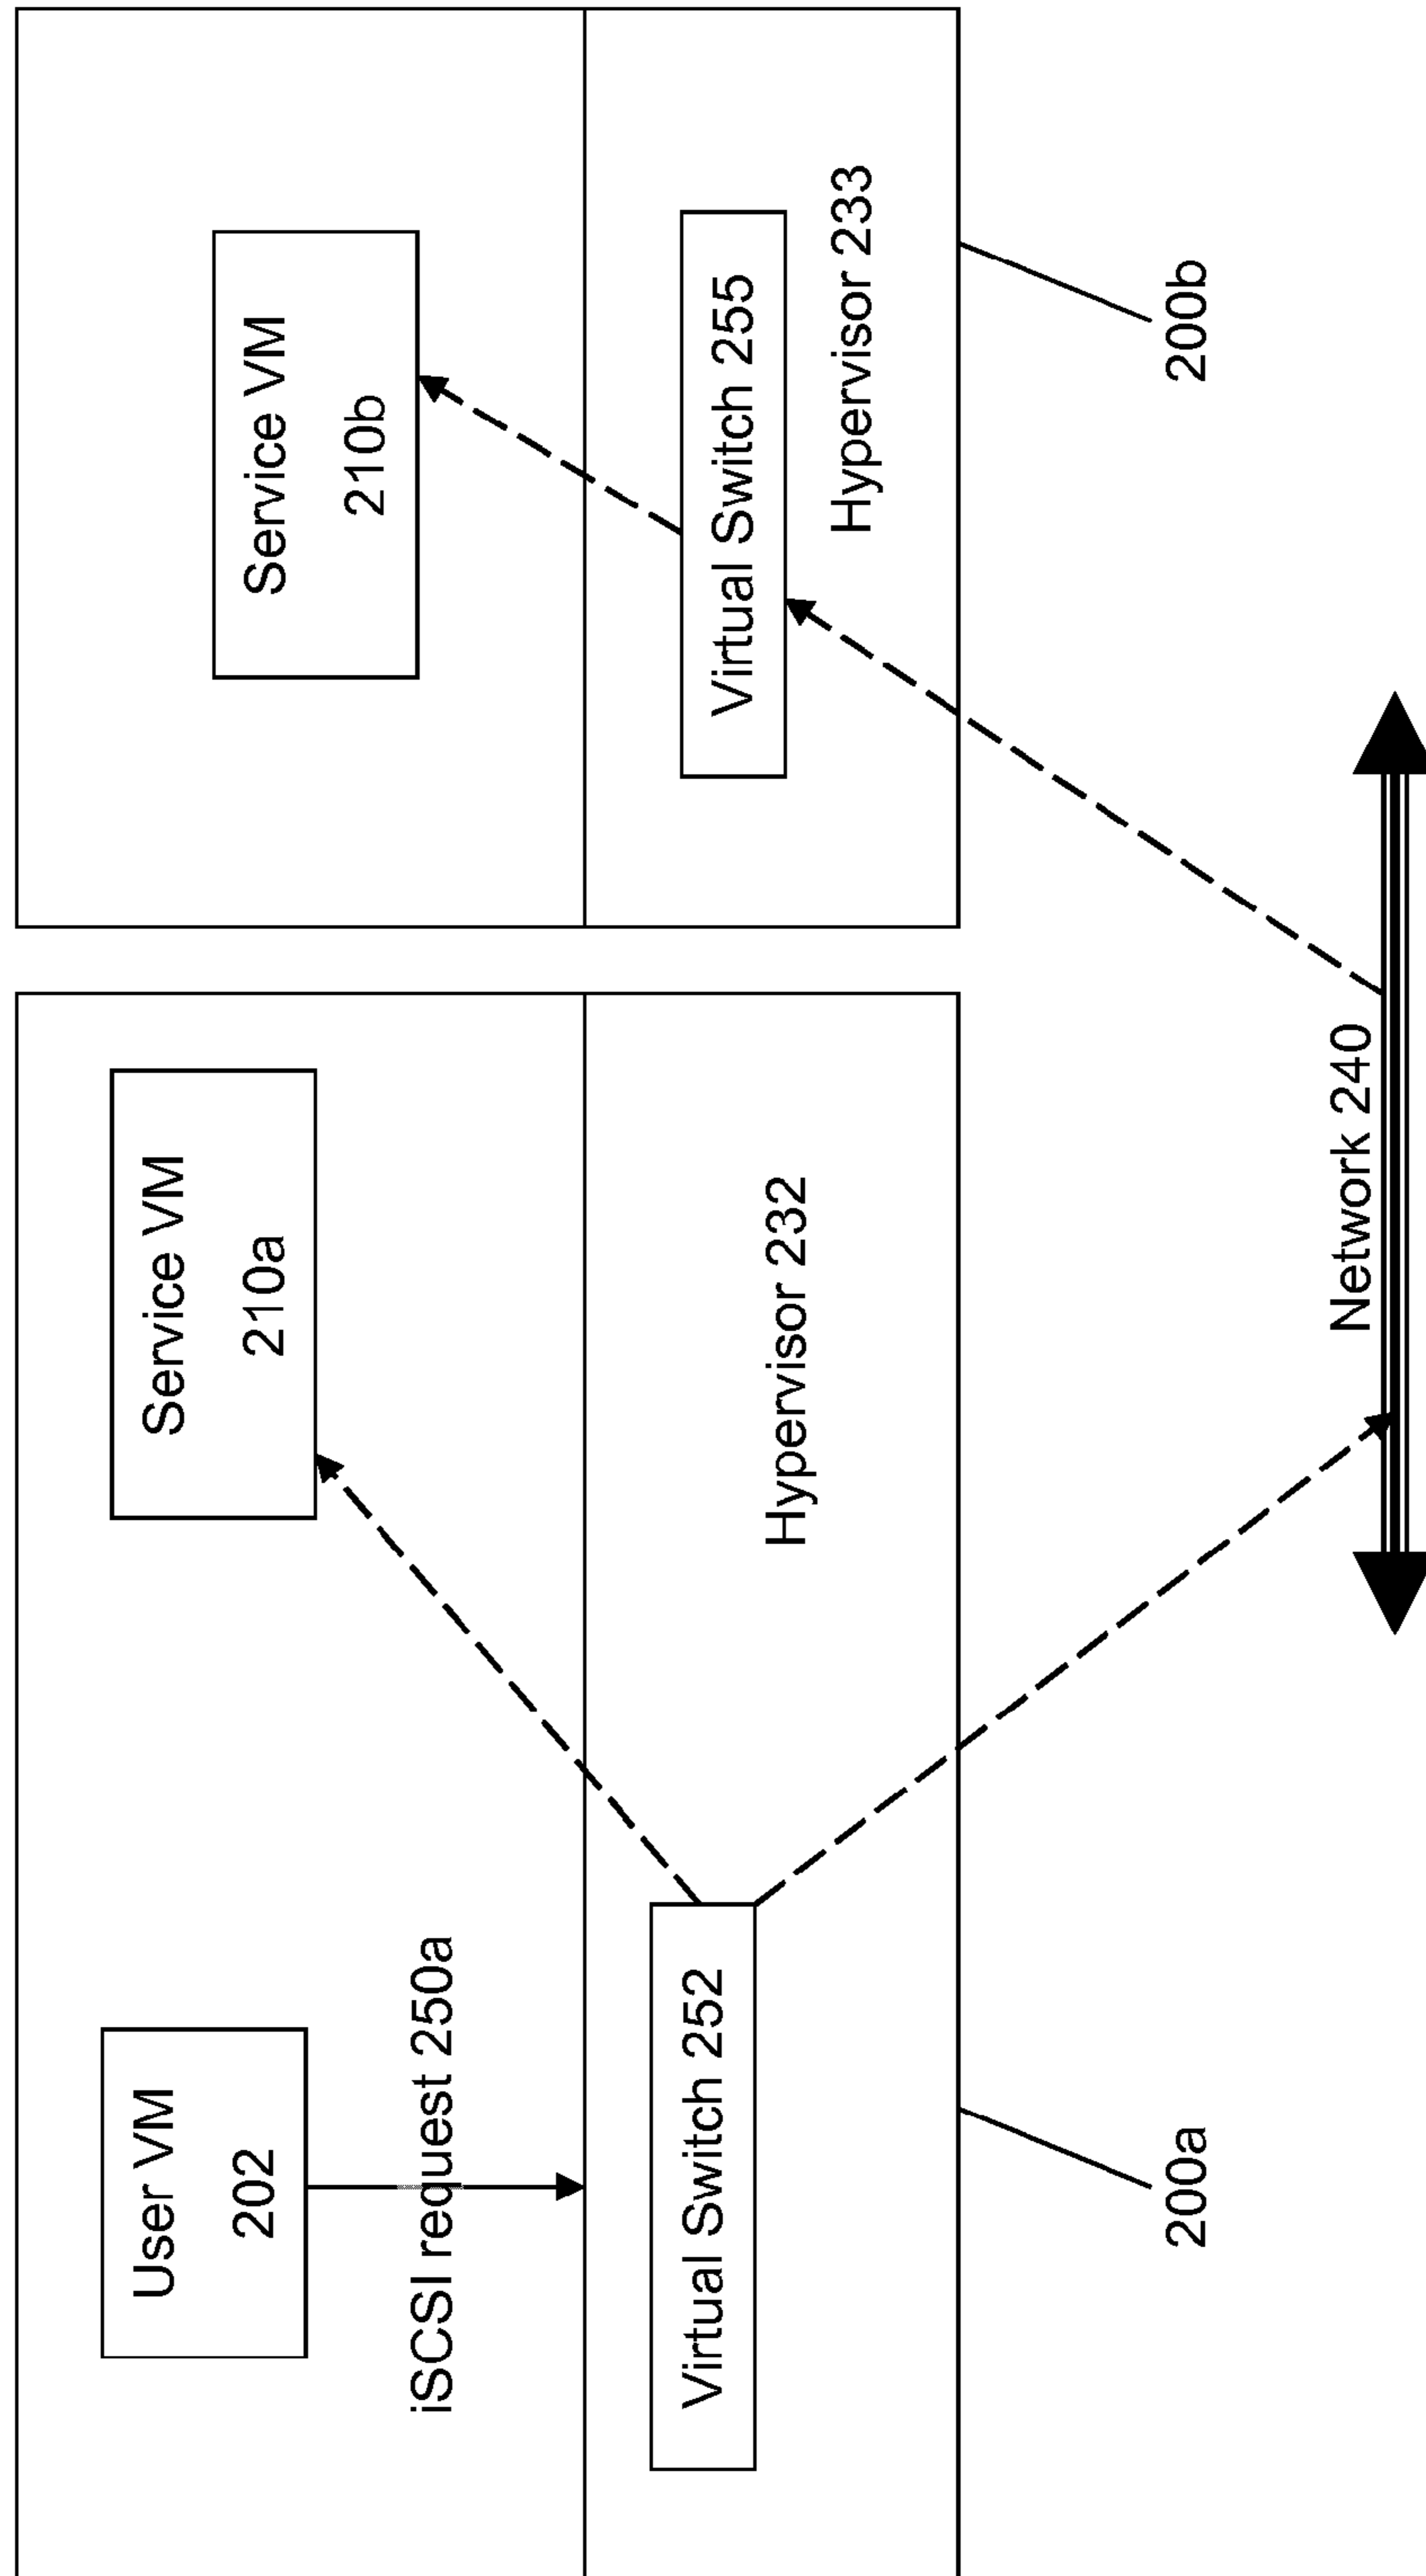 User VM
202
iSCSI request 250a
Virtual Switch 252
Service VM
210a
Hypervisor 232
200a
Service VM
210b
Virtual Switch 255
Hypervisor 233
200b
Network 240